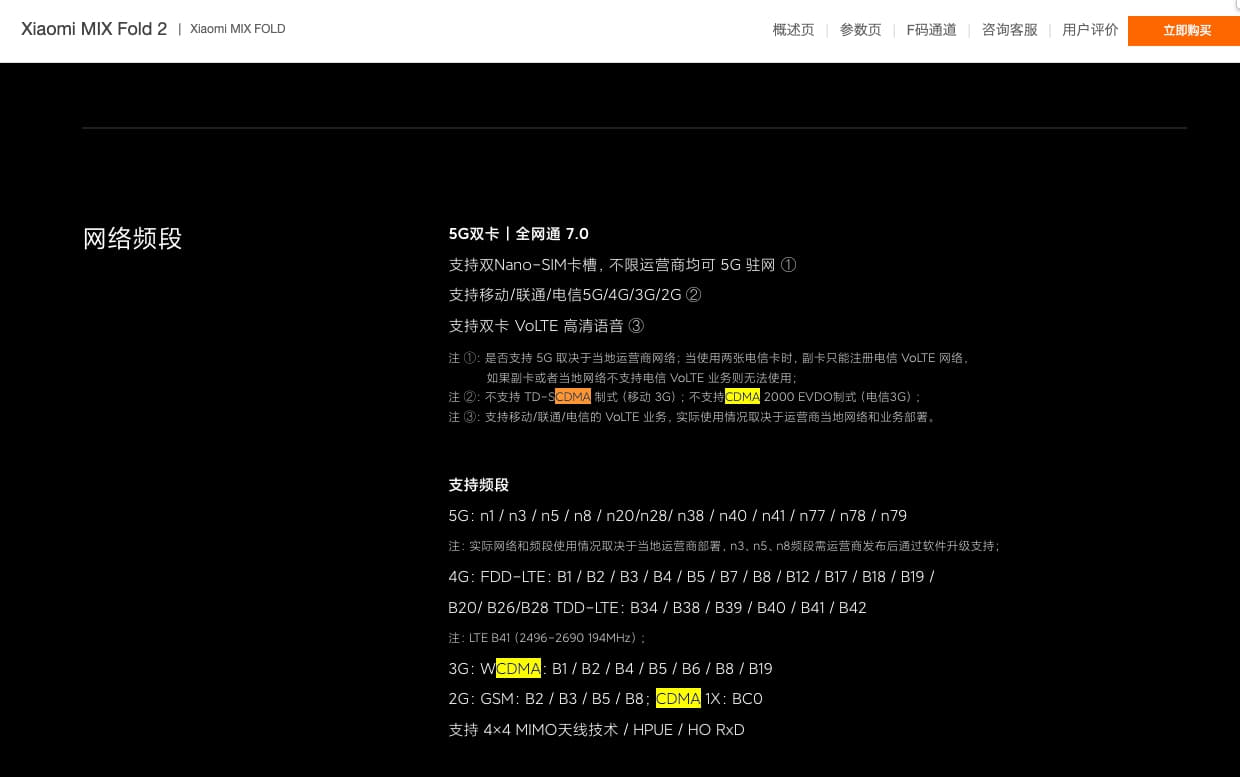 Xiaomi MIX Fold 2 | Xiaomi MIX FOLD
概述页 | 参数页 | F码通道 | 咨询客服 | 用户评价 立即购买
网络频段
5G双卡丨全网通 7.0
支持双Nano-SIM卡槽, 不限运营商均可 5G 驻网 ①
支持移动/联通/电信5G/4G/3G/2G ②
支持双卡 VoLTE 高清语音 ③
注 ①: 是否支持 5G 取决于当地运营商网络; 当使用两张电信卡时, 副卡只能注册电信 VoLTE 网络,
如果副卡或者当地网络不支持电信 VoLTE 业务则无法使用;
注 ②: 不支持 TD-SCDMA 制式 (移动 3G) ; 不支持CDMA 2000 EVDO制式 (电信3G) ;
注 ③: 支持移动/联通/电信的 VoLTE 业务, 实际使用情况取决于运营商当地网络和业务部署。
支持频段
5G: n1 / n3 / n5 / n8 / n20/n28/ n38 / n40 / n41 / n77 / n78 / n79
注: 实际网络和频段使用情况取决于当地运营商部署, n3、n5、n8频段需运营商发布后通过软件升级支持;
4G: FDD-LTE: B1 / B2 / B3 / B4 / B5 / B7 / B8 / B12 / B17 / B18 / B19 /
B20/ B26/B28 TDD-LTE: B34 / B38 / B39 / B40 / B41 / B42
注: LTE B41 (2496-2690 194MHz) ;
3G: WCDMA: B1 / B2 / B4 / B5 / B6 / B8 / B19
2G: GSM: B2 / B3 / B5 / B8; CDMA 1X: BC0
支持 4×4 MIMO天线技术 / HPUE / HO RxD